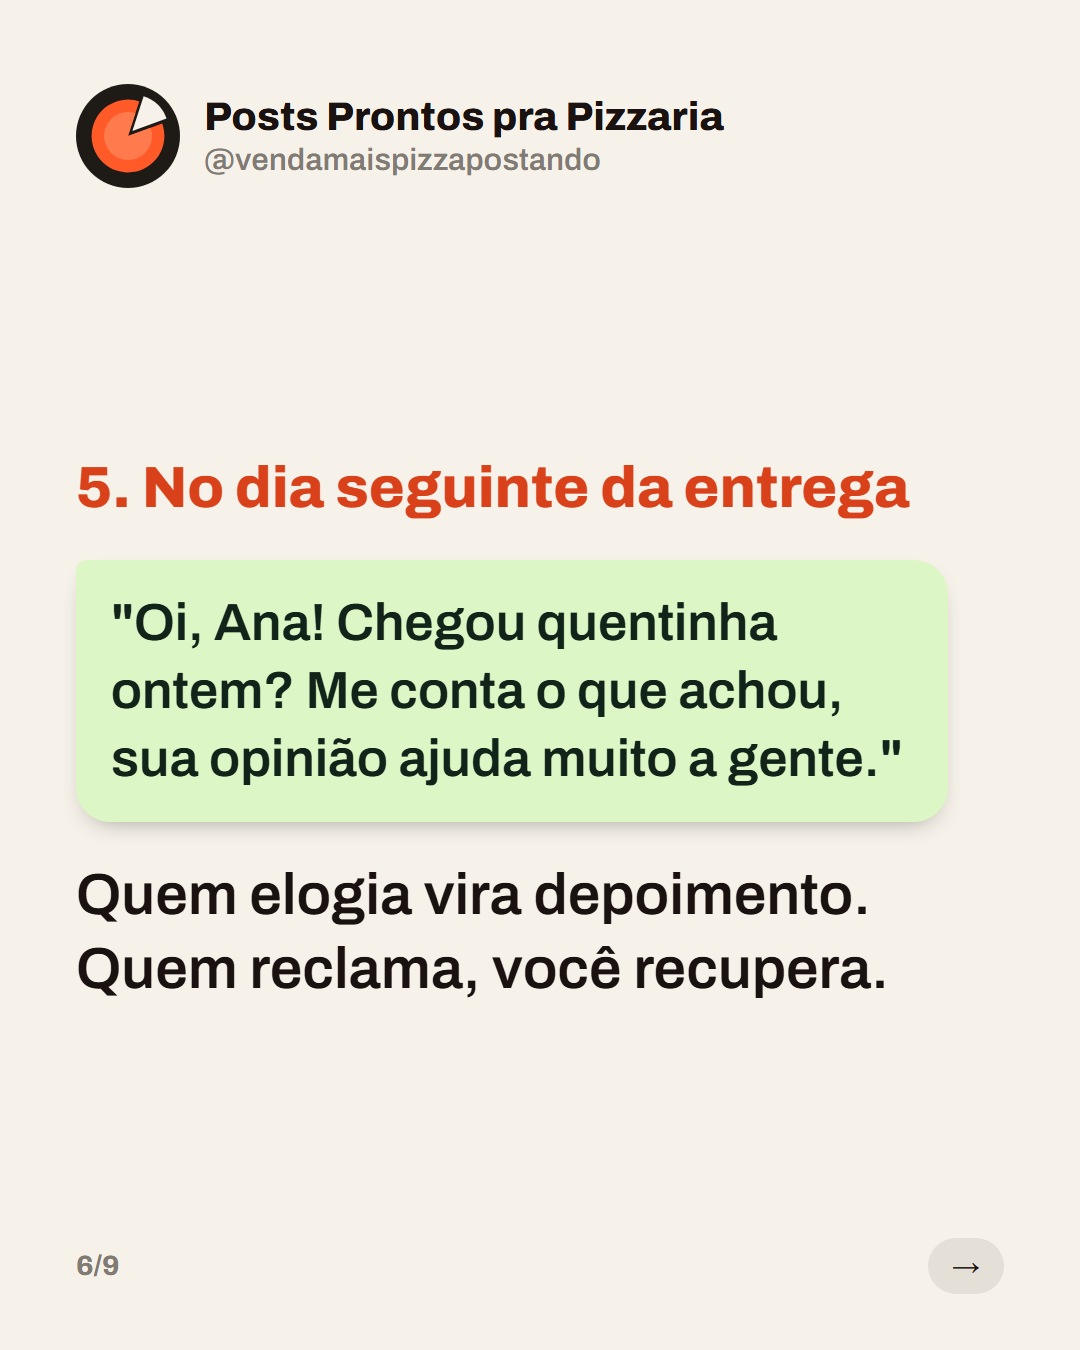 Posts Prontos pra Pizzaria
@vendamaispizzapostando
5. No dia seguinte da entrega
"Oi, Ana! Chegou quentinha
ontem? Me conta o que achou,
sua opinião ajuda muito a gente."
Quem elogia vira depoimento.
Quem reclama, você recupera.
6/9
→